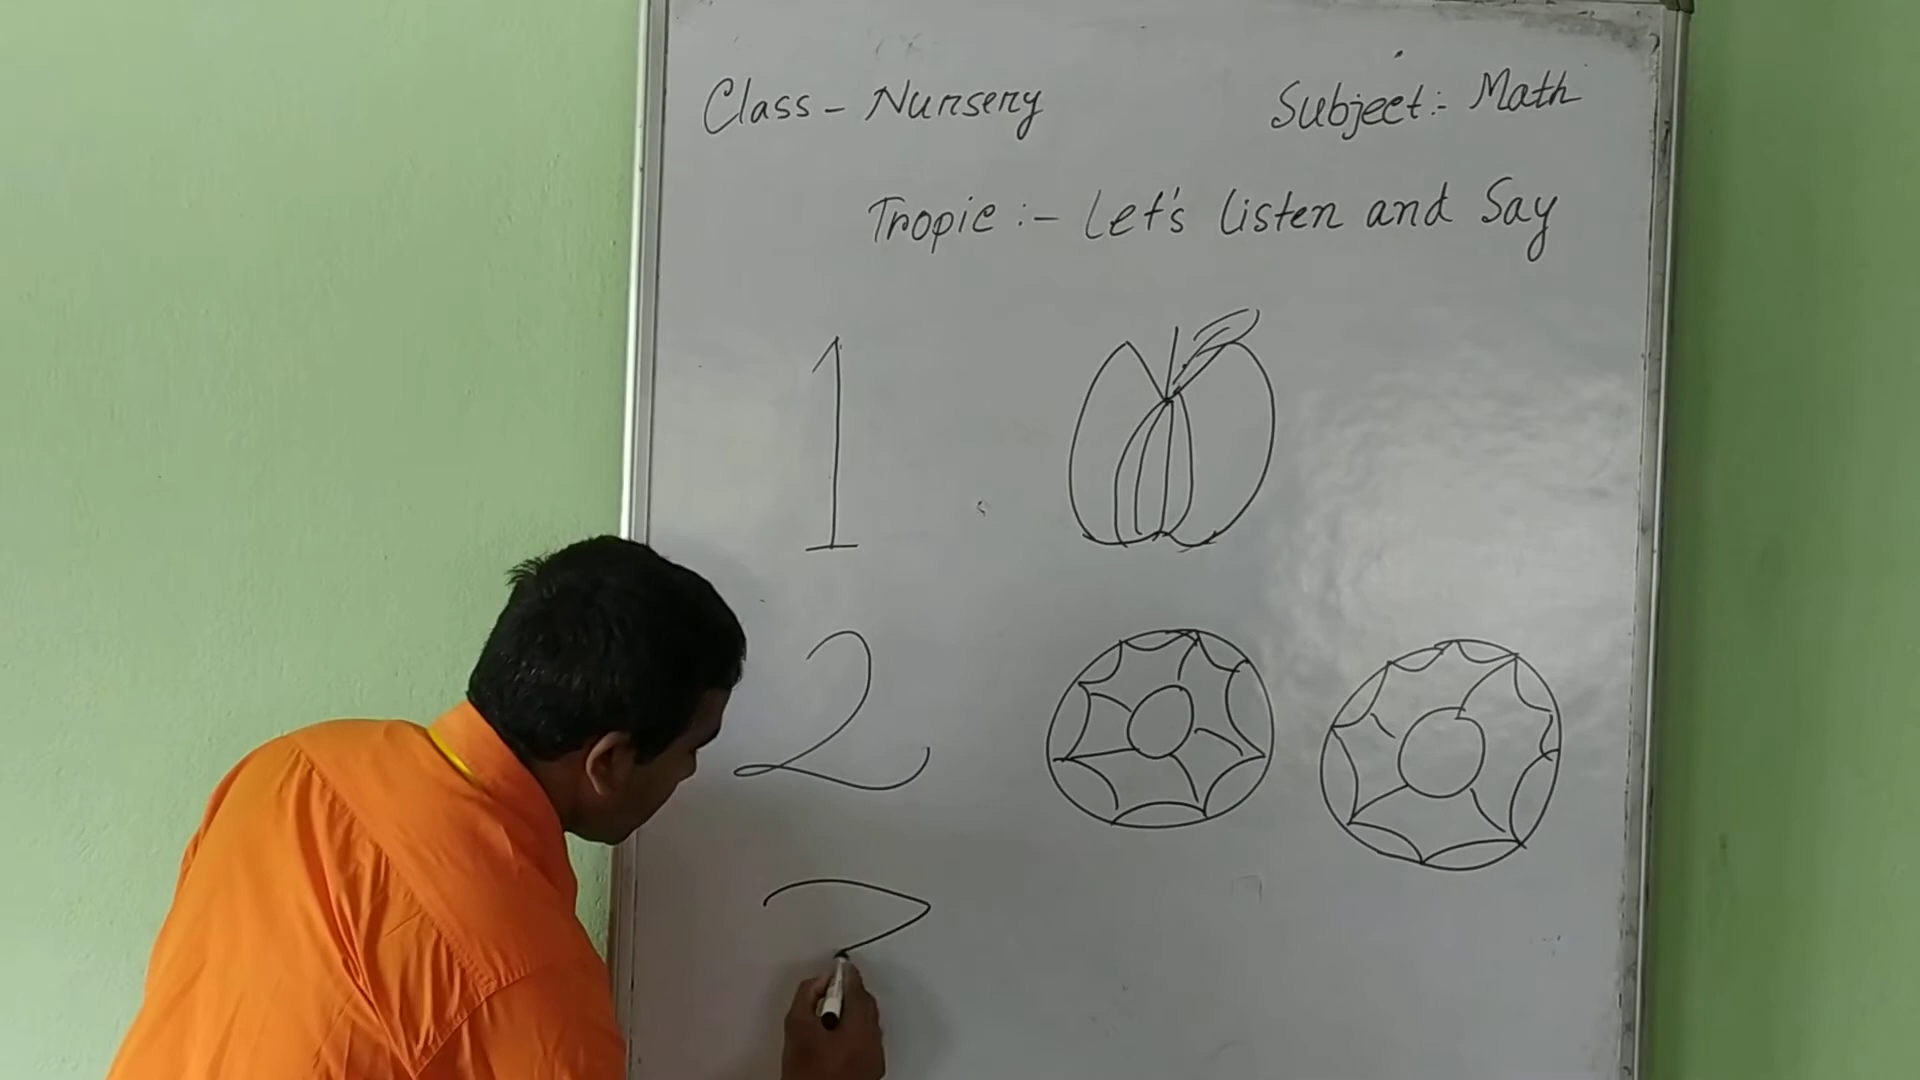 Class - Nursery
Subject:- Math
Tropic :- Let's listen and Say
1
2